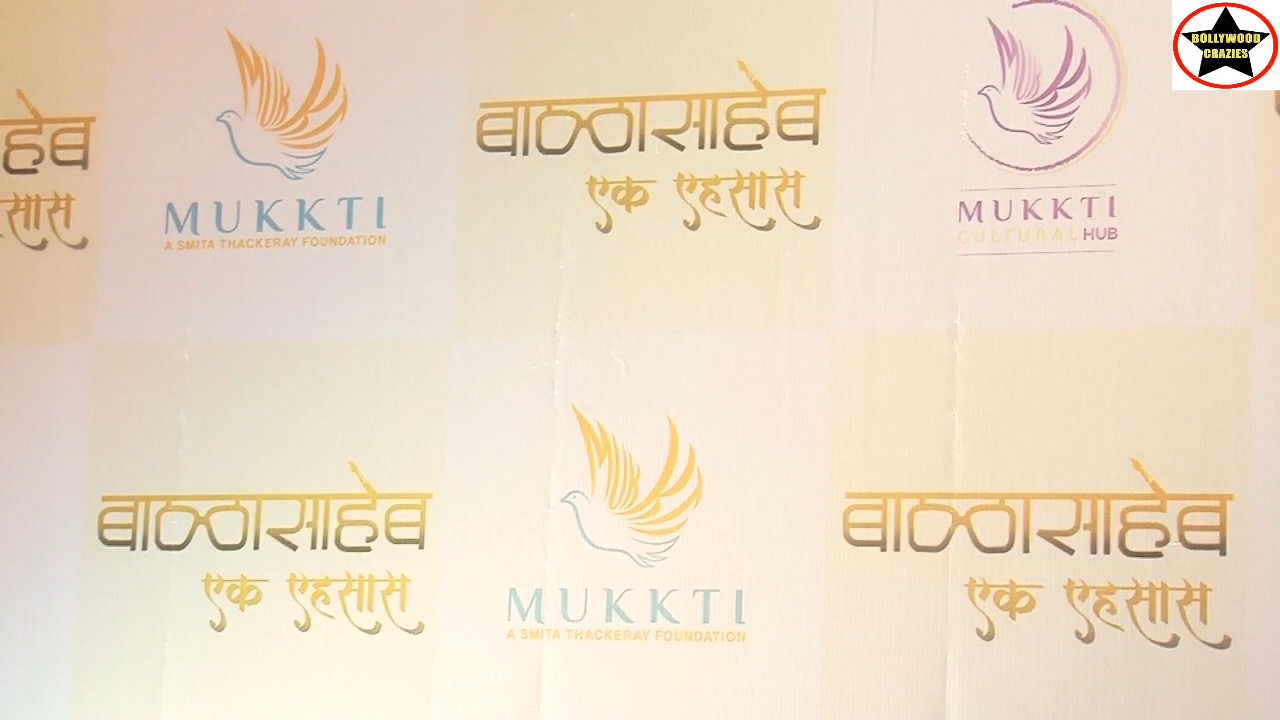 BOLLYWOOD
CRAZIES
हेब
सास
MUKKTI
A SMITA THACKERAY FOUNDATION
बाळासाहेब
एक एहसास
MUKKTI
CULTURAL HUB
बाळासाहेब
एक एहसास
MUKKTI
A SMITA THACKERAY FOUNDATION
बाळासाहेब
एक एहसास